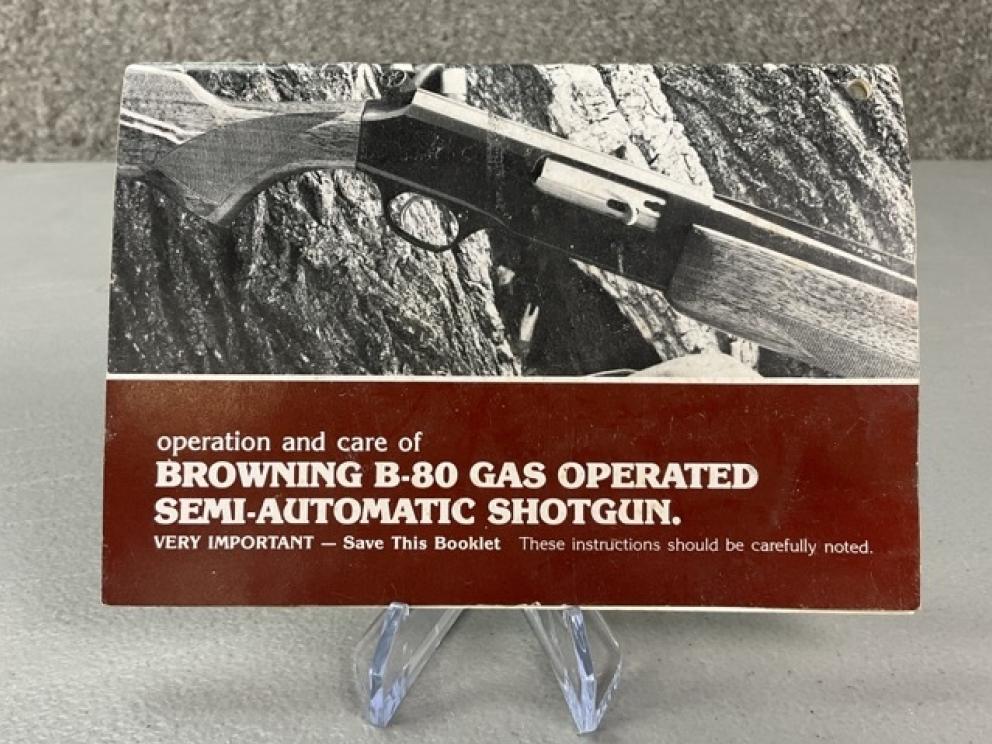 operation and care of
BROWNING B-80 GAS OPERATED
SEMI-AUTOMATIC SHOTGUN.
VERY IMPORTANT — Save This Booklet These instructions should be carefully noted.